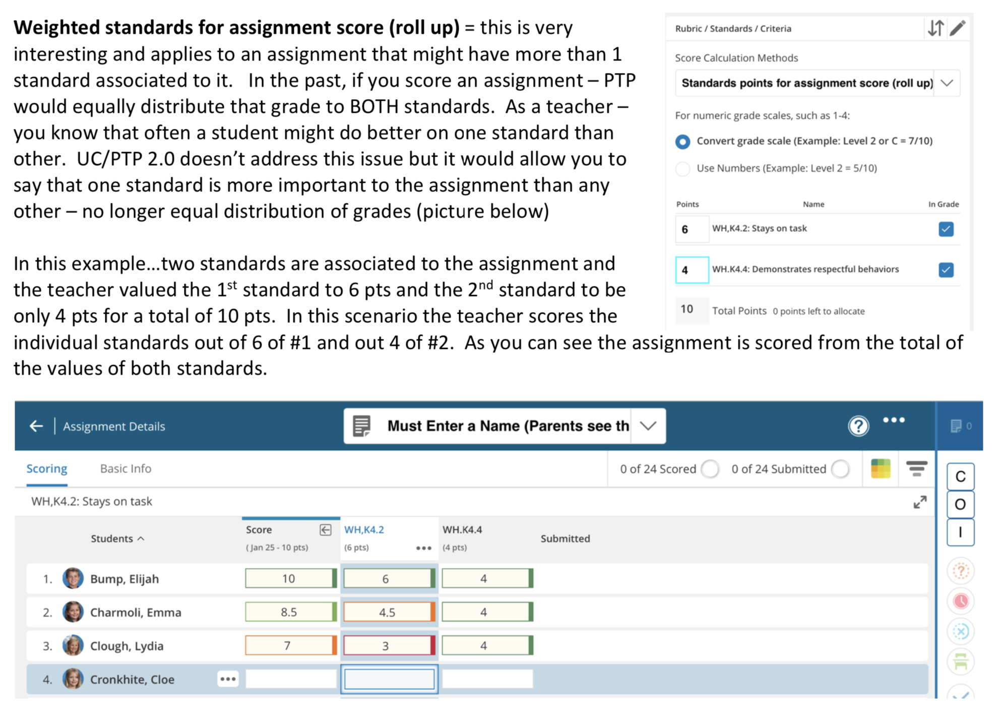 Weighted standards for assignment score (roll up) = this is very
interesting and applies to an assignment that might have more than 1
standard associated to it.   In the past, if you score an assignment – PTP
would equally distribute that grade to BOTH standards.  As a teacher –
you know that often a student might do better on one standard than
other.  UC/PTP 2.0 doesn’t address this issue but it would allow you to
say that one standard is more important to the assignment than any
other – no longer equal distribution of grades (picture below)
In this example...two standards are associated to the assignment and
the teacher valued the 1st standard to 6 pts and the 2nd standard to be
only 4 pts for a total of 10 pts.  In this scenario the teacher scores the
individual standards out of 6 of #1 and out 4 of #2.  As you can see the assignment is scored from the total of
the values of both standards.
Rubric / Standards / Criteria
Score Calculation Methods
Standards points for assignment score (roll up)
For numeric grade scales, such as 1-4:
Convert grade scale (Example: Level 2 or C = 7/10)
Use Numbers (Example: Level 2 = 5/10)
Points Name In Grade
6 WH,K4.2: Stays on task
4 WH.K4.4: Demonstrates respectful behaviors
10 Total Points 0 points left to allocate
Assignment Details Must Enter a Name (Parents see th ? 0
Scoring Basic Info 0 of 24 Scored 0 of 24 Submitted
WH,K4.2: Stays on task
Students Score WH,K4.2 WH.K4.4 Submitted
(Jan 25 - 10 pts) (6 pts) (4 pts)
1. Bump, Elijah 10 6 4
2. Charmoli, Emma 8.5 4.5 4
3. Clough, Lydia 7 3 4
4. Cronkhite, Cloe
C
O
I
?